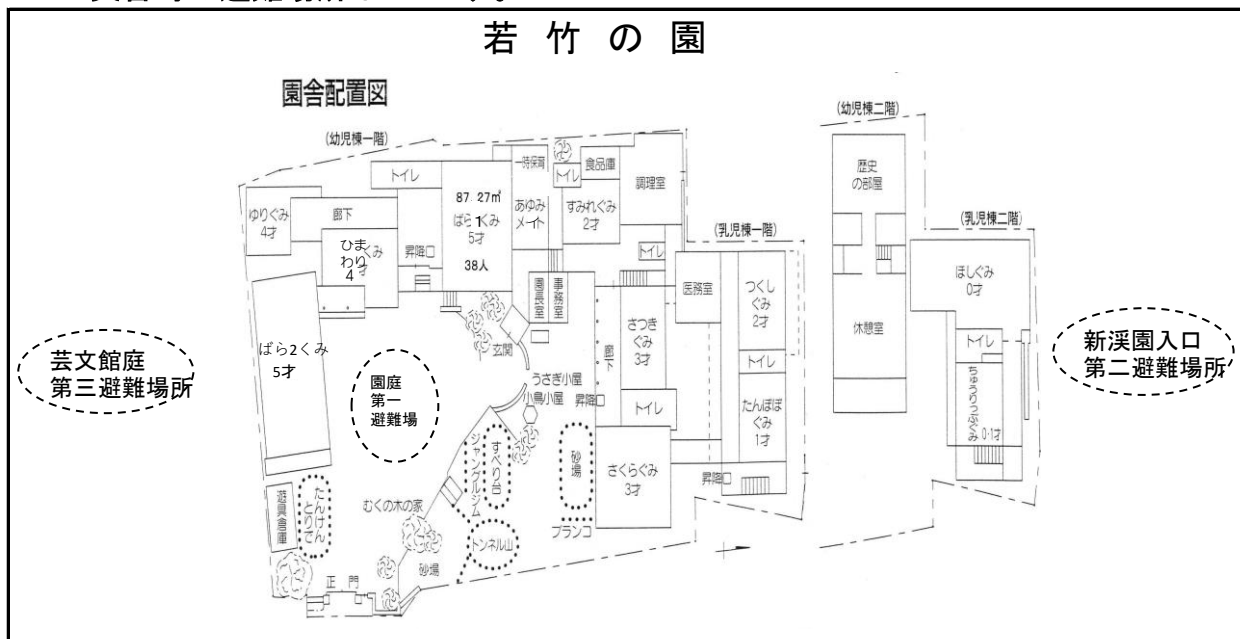 若 竹 の 園
園舎配置図
(幼児棟一階)
(幼児棟二階)
(乳児棟一階)
(乳児棟二階)
トイレ
一時保育
あゆみ
メイト
トイレ
食品庫
調理室
歴史
の部屋
ゆりぐみ
4才
廊下
ひまわりぐみ
4才
昇降口
87.27㎡
ばら1くみ
5才
38人
すみれぐみ
2才
トイレ
園長室
事務室
医務室
つくし
ぐみ
2才
ほしぐみ
0才
休憩室
トイレ
芸文館庭
第三避難場所
ばら2くみ
5才
園庭
第一
避難場
玄関
うさぎ小屋
小鳥小屋
昇降口
廊下
さつき
ぐみ
3才
トイレ
トイレ
たんぽぽ
ぐみ
1才
ちゅうりっぷぐみ
0·1才
新渓園入口
第二避難場所
ジャングルジム
すべり台
砂場
さくらぐみ
3才
昇降口
遊具倉庫
たんけん
とりで
むくの木の家
トンネル山
ブランコ
砂場
正門